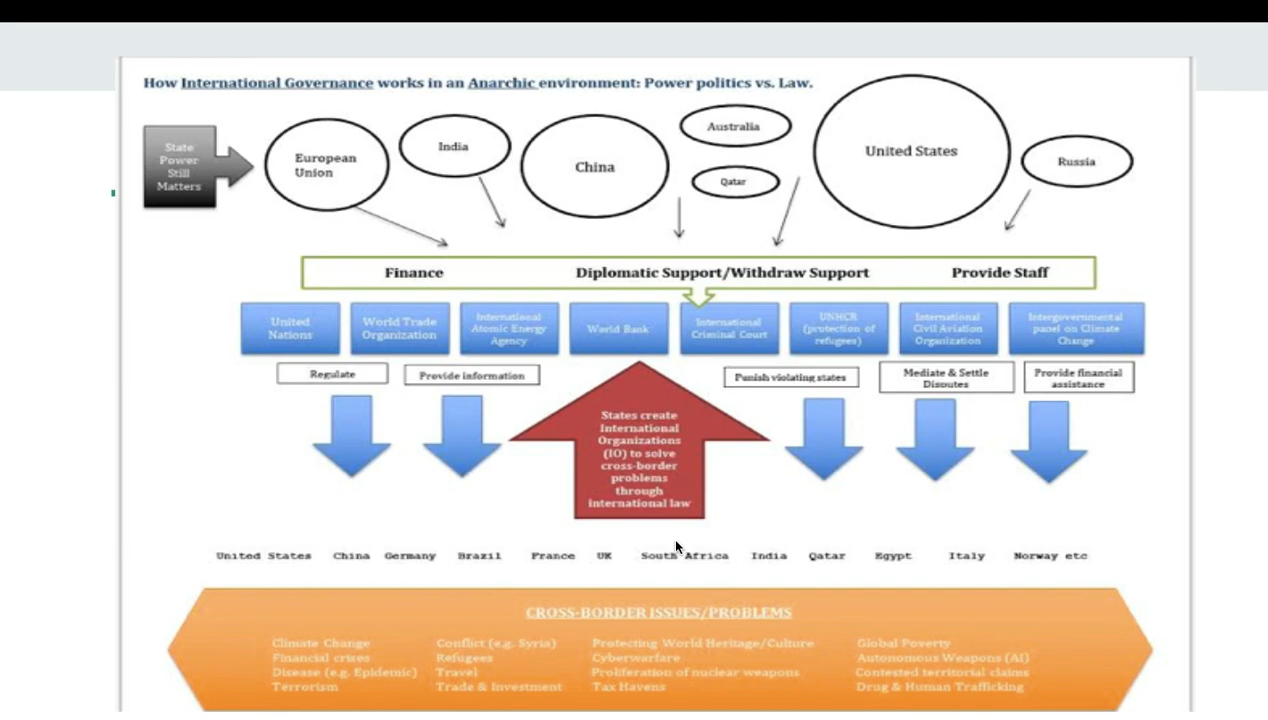 How International Governance works in an Anarchic environment: Power politics vs. Law.
State
Power
Still
Matters
European
Union
India
China
Australia
Qatar
United States
Russia
Finance
Diplomatic Support/Withdraw Support
Provide Staff
United
Nations
World Trade
Organization
International
Atomic Energy
Agency
World Bank
International
Criminal Court
UNHCR
(protection of
refugees)
International
Civil Aviation
Organization
Intergovernmental
panel on Climate
Change
Regulate
Provide information
Punish violating states
Mediate & Settle
Disputes
Provide financial
assistance
States create
International
Organizations
(IO) to solve
cross-border
problems
through
international law
United States China Germany Brazil France UK South Africa India Qatar Egypt Italy Norway etc
CROSS-BORDER ISSUES/PROBLEMS
Climate Change
Financial crises
Disease (e.g. Epidemic)
Terrorism
Conflict (e.g. Syria)
Refugees
Travel
Trade & Investment
Protecting World Heritage/Culture
Cyberwarfare
Proliferation of nuclear weapons
Tax Havens
Global Poverty
Autonomous Weapons (AI)
Contested territorial claims
Drug & Human Trafficking